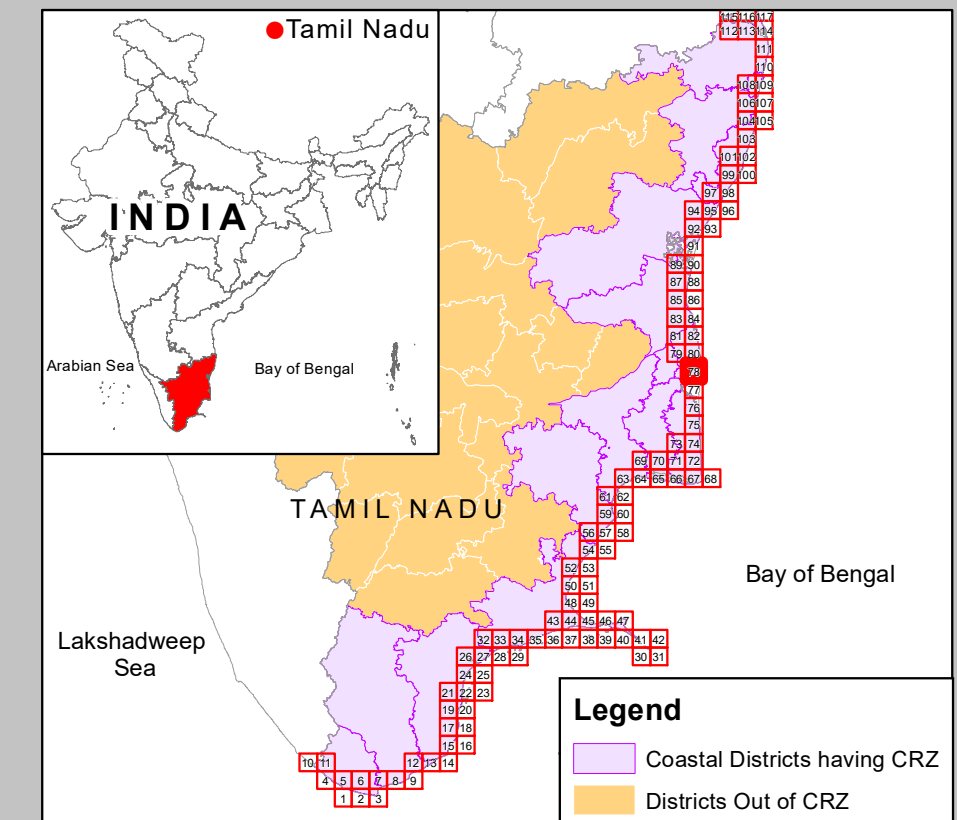 Tamil Nadu
INDIA
Arabian Sea
Bay of Bengal
115 116 117
112 113 114
111
110
108 109
106 107
104 105
103
101 102
99 100
97 98
94 95 96
92 93
91
89 90
87 88
85 86
83 84
81 82
79 80
78
77
76
75
73 74
69 70 71 72
63 64 65 66 67 68
61 62
59 60
56 57 58
54 55
52 53
50 51
48 49
43 44 45 46 47
32 33 34 35 36 37 38 39 40 41 42
26 27 28 29 30 31
24 25
21 22 23
19 20
17 18
15 16
10 11 12 13 14
4 5 6 7 8 9
1 2 3
TAMIL NADU
Bay of Bengal
Lakshadweep
Sea
Legend
Coastal Districts having CRZ
Districts Out of CRZ